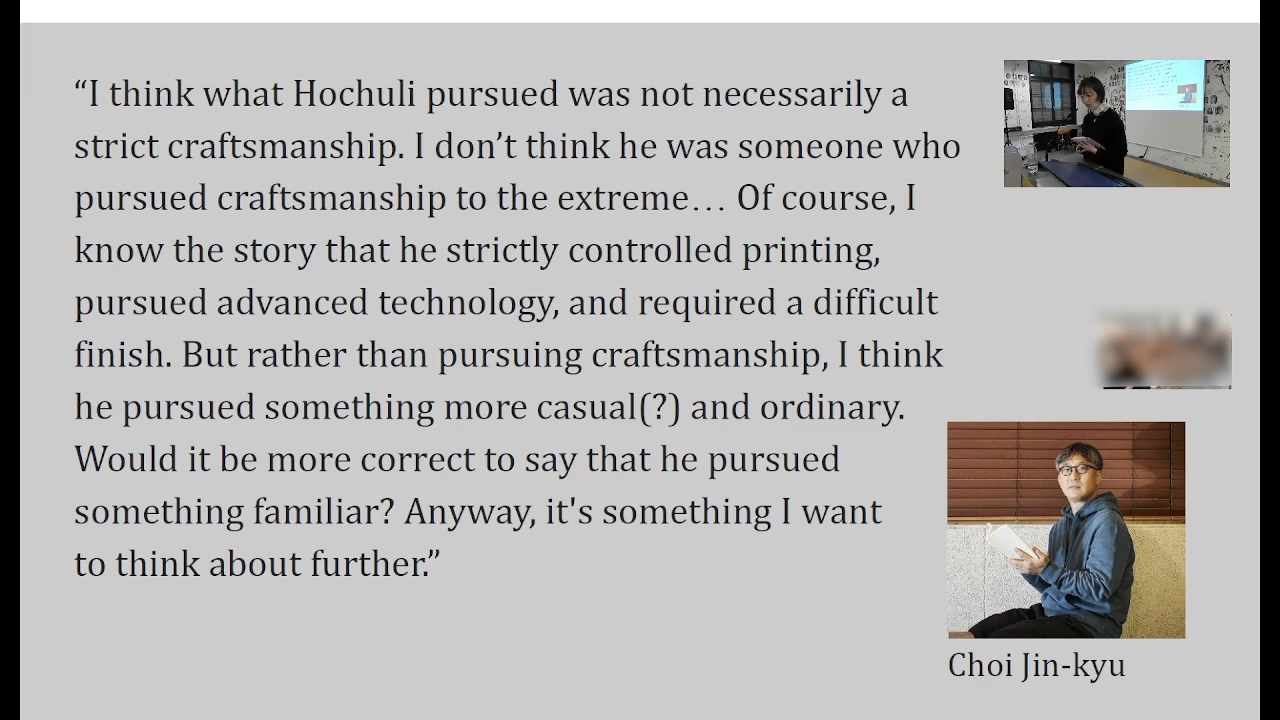 “I think what Hochuli pursued was not necessarily a
strict craftsmanship. I don’t think he was someone who
pursued craftsmanship to the extreme… Of course, I
know the story that he strictly controlled printing,
pursued advanced technology, and required a difficult
finish. But rather than pursuing craftsmanship, I think
he pursued something more casual(?) and ordinary.
Would it be more correct to say that he pursued
something familiar? Anyway, it's something I want
to think about further.”
Choi Jin-kyu